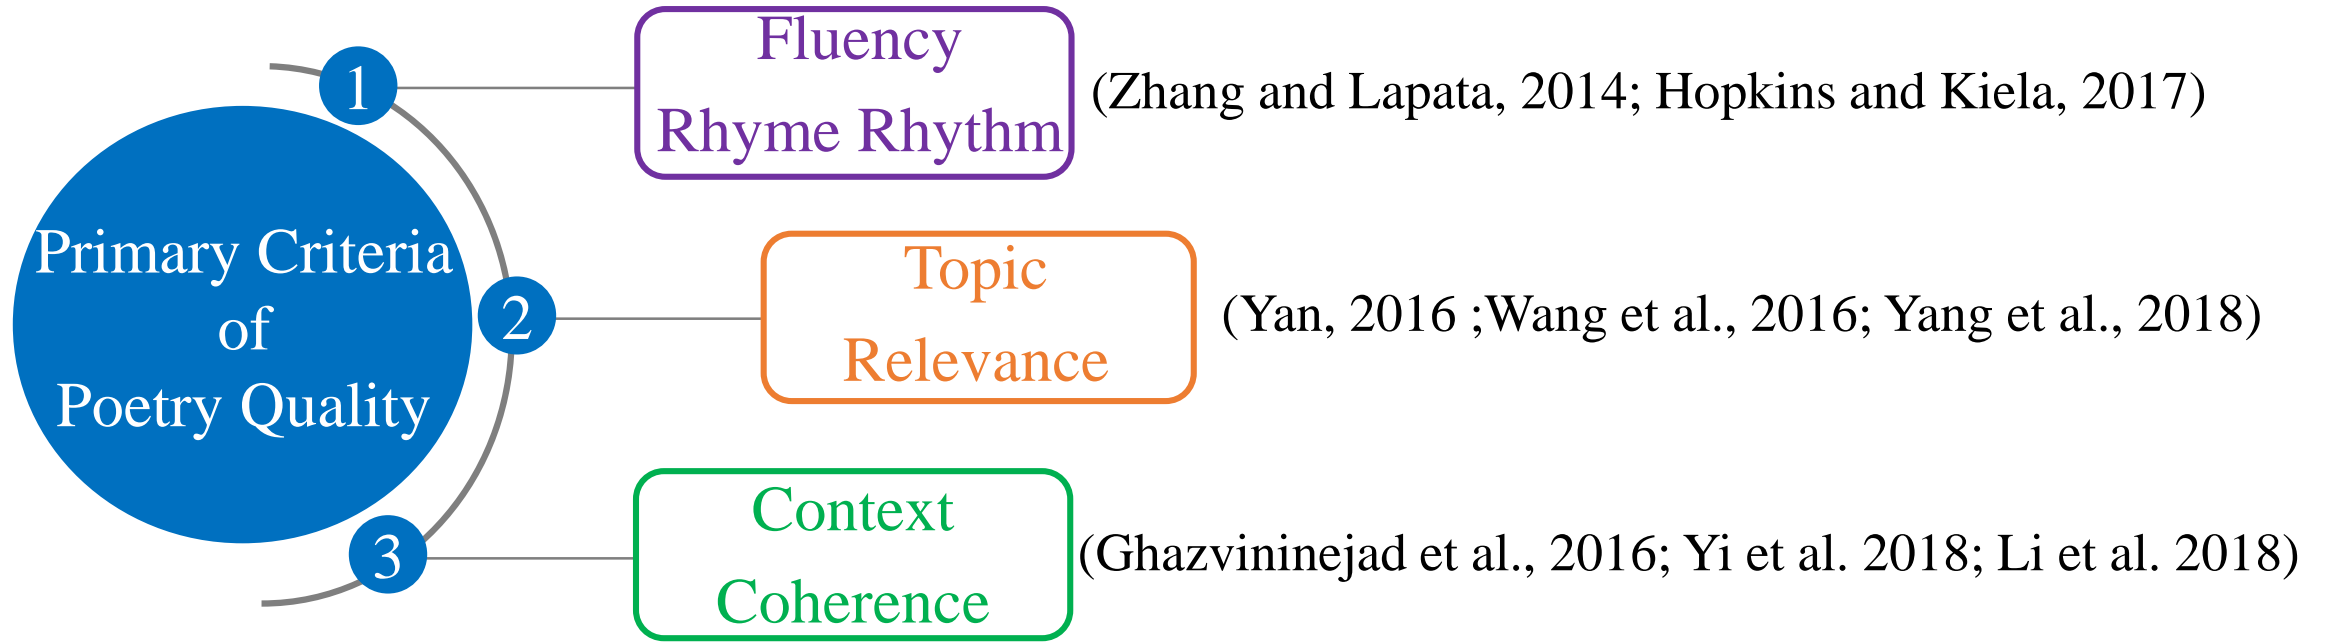 Primary Criteria
of
Poetry Quality
1
Fluency
Rhyme Rhythm
(Zhang and Lapata, 2014; Hopkins and Kiela, 2017)
2
Topic
Relevance
(Yan, 2016 ;Wang et al., 2016; Yang et al., 2018)
3
Context
Coherence
(Ghazvininejad et al., 2016; Yi et al. 2018; Li et al. 2018)